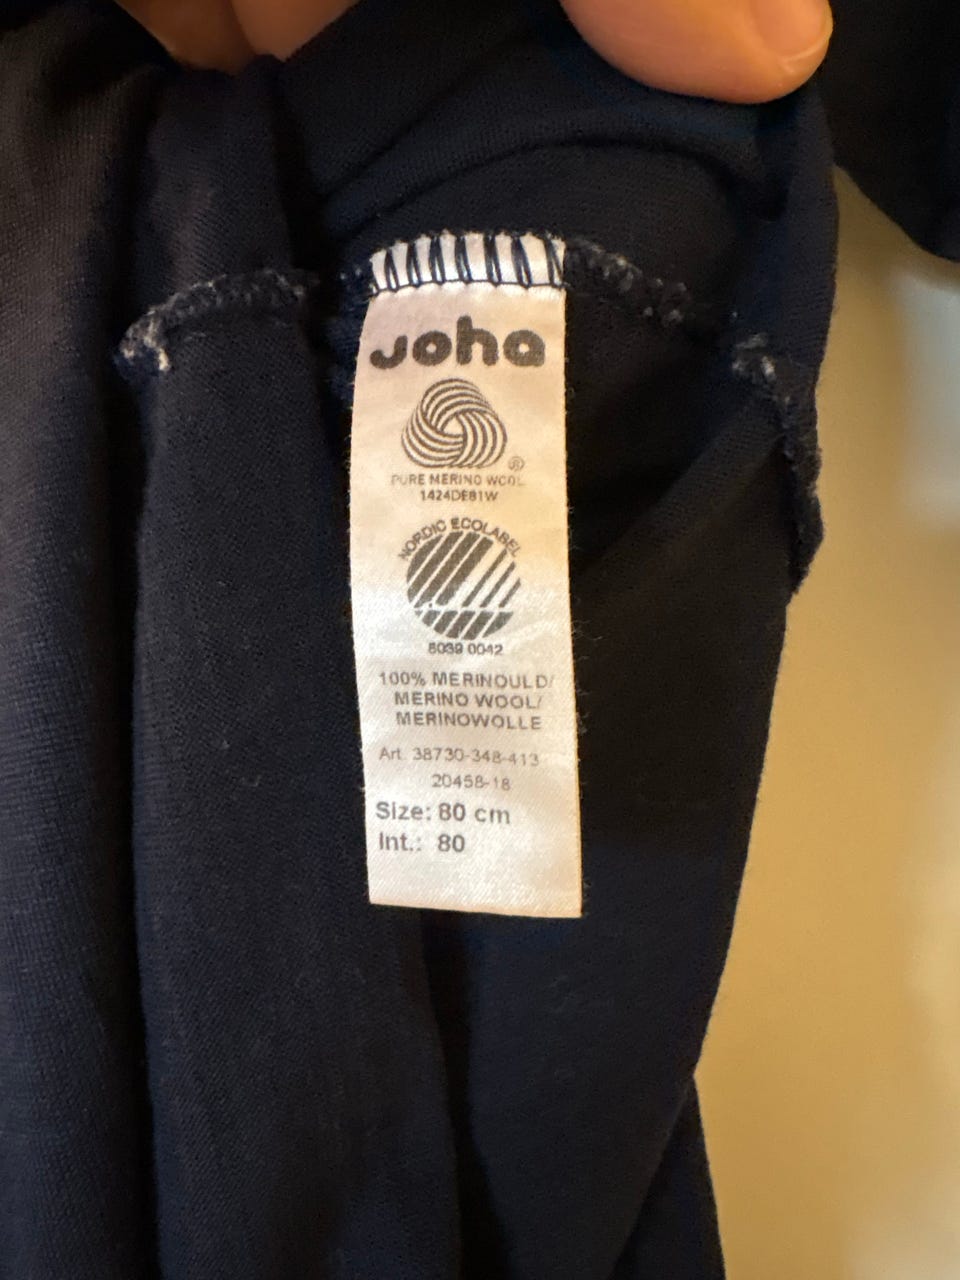 joha
®
PURE MERINO WOOL
1424DE81W
NORDIC ECOLABEL
5039 0042
100% MERINOULD/
MERINO WOOL/
MERINOWOLLE
Art. 38730-348-413
20458-18
Size: 80 cm
Int.: 80